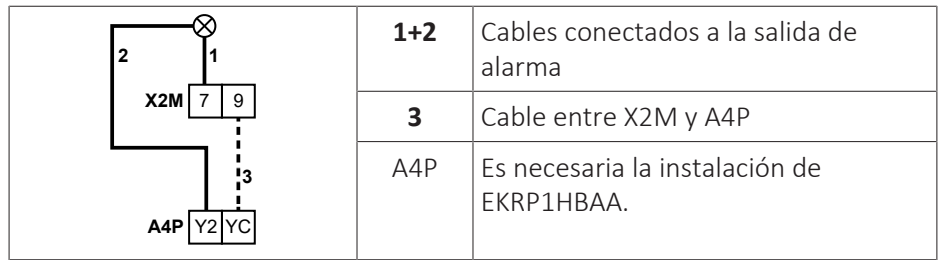 2
1
X2M 7 9
3
A4P Y2 YC
1+2 Cables conectados a la salida de
alarma
3 Cable entre X2M y A4P
A4P Es necesaria la instalación de
EKRP1HBAA.